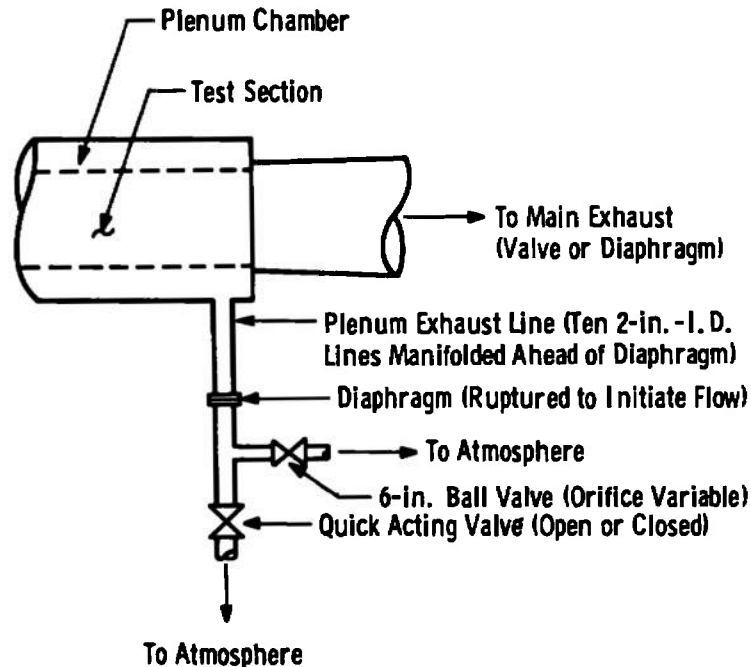 Plenum Chamber
Test Section
To Main Exhaust
(Valve or Diaphragm)
Plenum Exhaust Line (Ten 2-in. -I. D.
Lines Manifolded Ahead of Diaphragm)
Diaphragm (Ruptured to Initiate Flow)
To Atmosphere
6-in. Ball Valve (Orifice Variable)
Quick Acting Valve (Open or Closed)
To Atmosphere